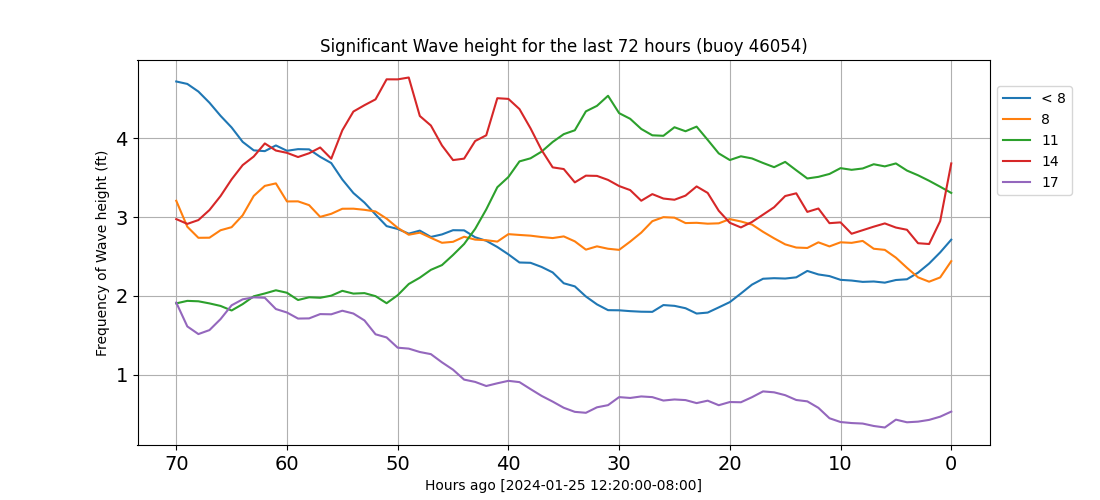 Significant Wave height for the last 72 hours (buoy 46054)
Frequency of Wave height (ft)
4
3
2
1
70 60 50 40 30 20 10 0
Hours ago [2024-01-25 12:20:00-08:00]
< 8
8
11
14
17